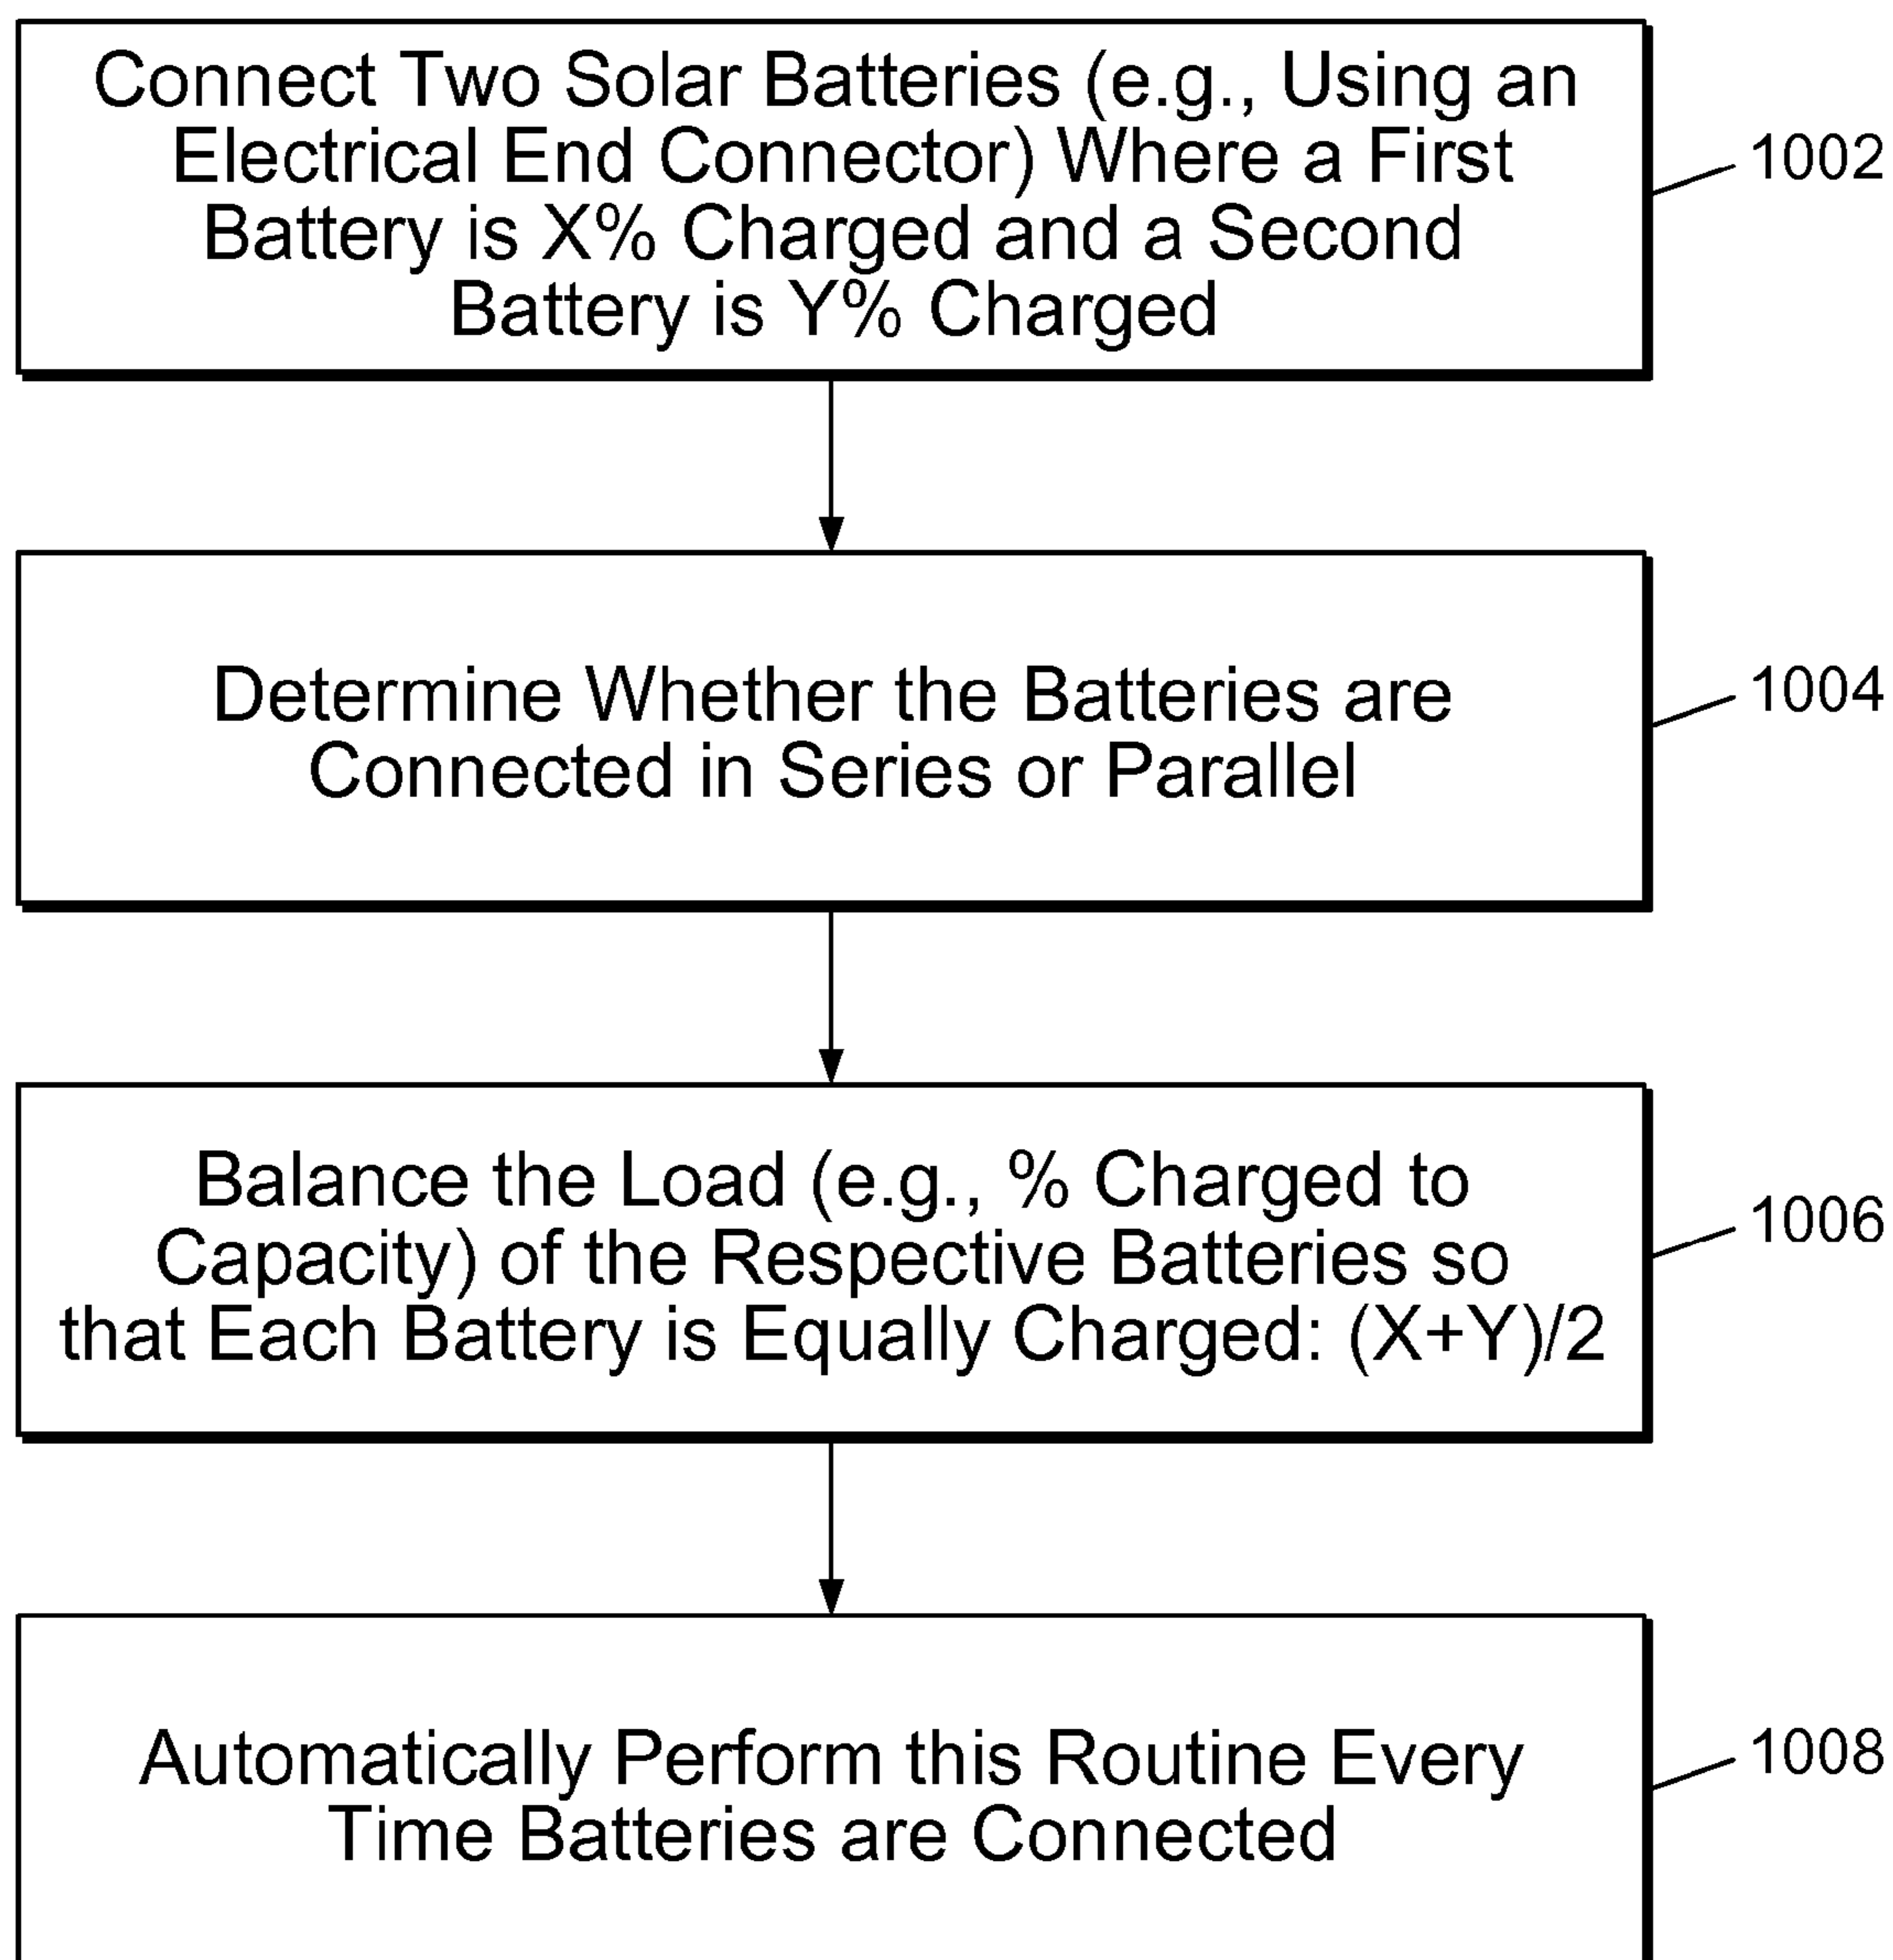 Connect Two Solar Batteries (e.g., Using an
Electrical End Connector) Where a First
Battery is X% Charged and a Second
Battery is Y% Charged
1002
Determine Whether the Batteries are
Connected in Series or Parallel
1004
Balance the Load (e.g., % Charged to
Capacity) of the Respective Batteries so
that Each Battery is Equally Charged: (X+Y)/2
1006
Automatically Perform this Routine Every
Time Batteries are Connected
1008